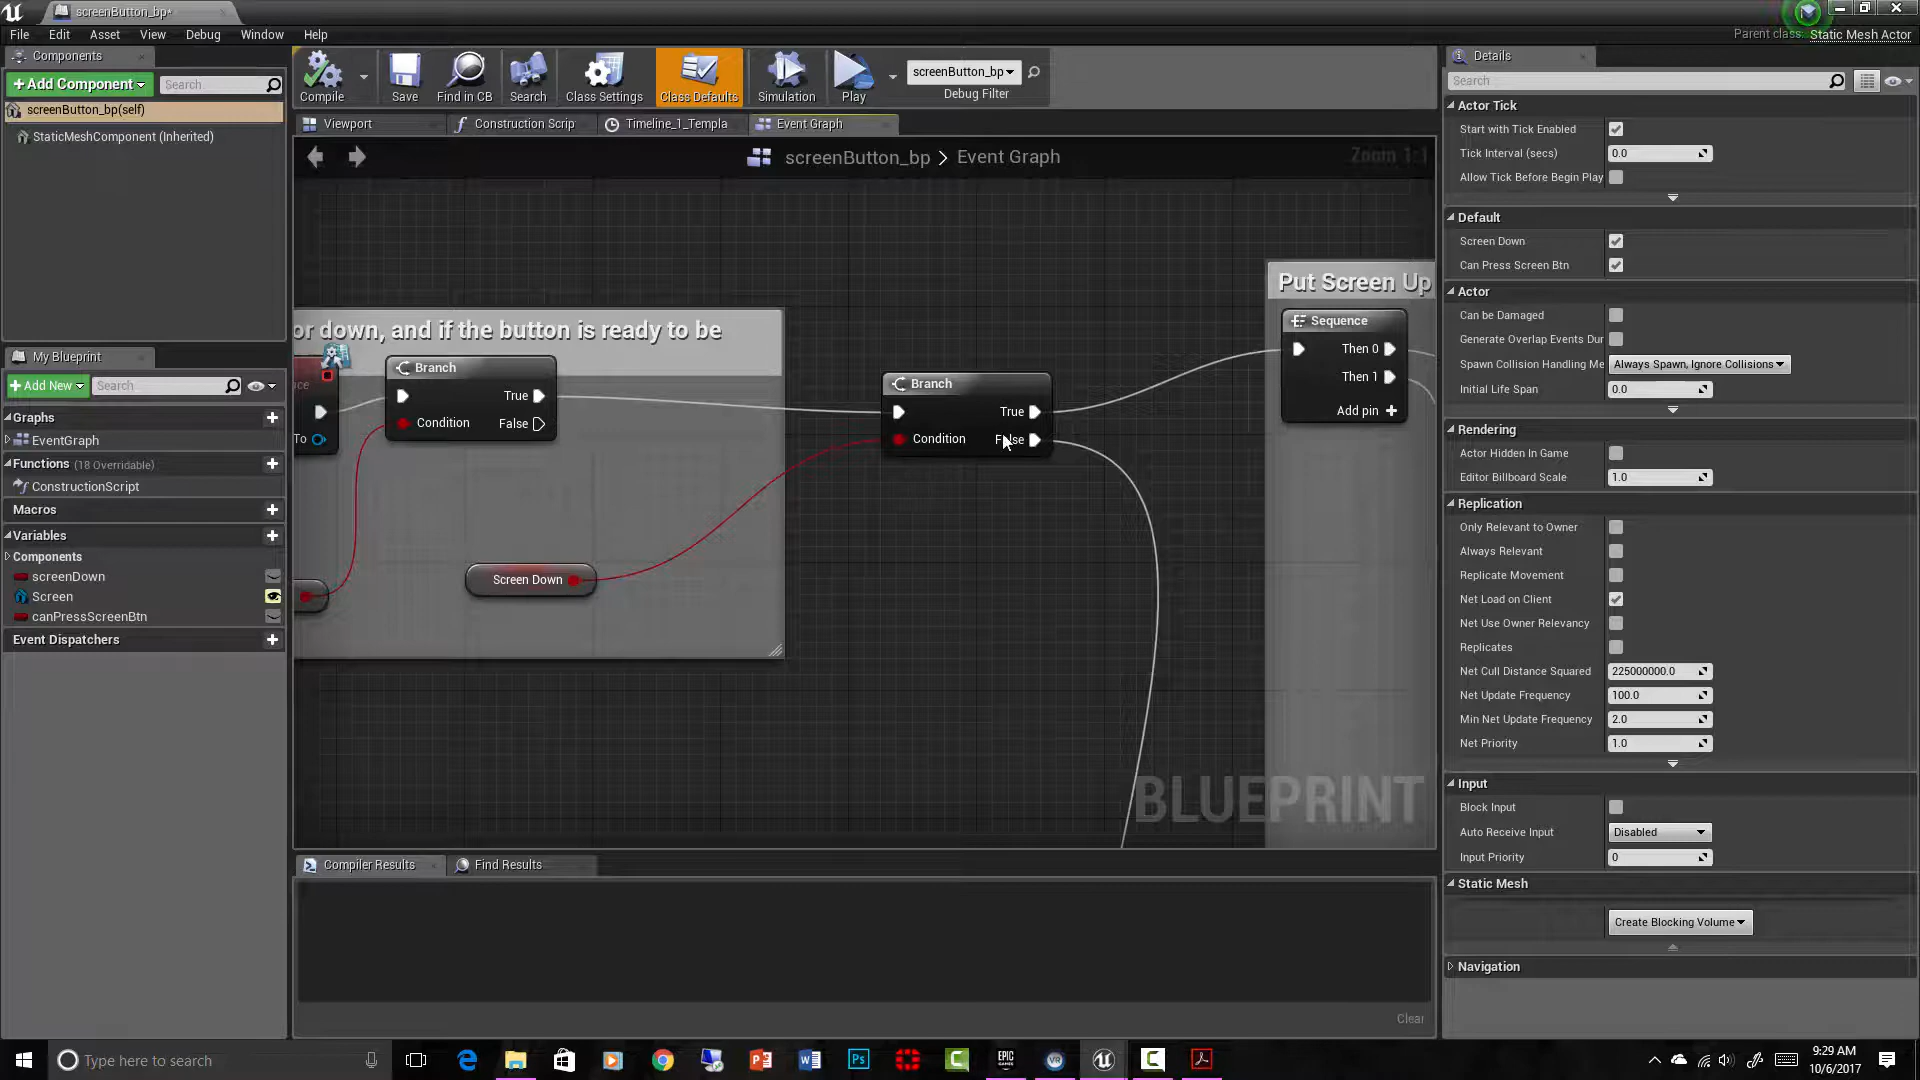 screenButton_bp*
File Edit Asset View Debug Window Help
Parent class: Static Mesh Actor
Components
+Add Component
Search
screenButton_bp(self)
StaticMeshComponent (Inherited)
Compile
Save
Find in CB
Search
Class Settings
Class Defaults
Simulation
Play
screenButton_bp
Debug Filter
Viewport
Construction Scrip
Timeline_1_Templa
Event Graph
screenButton_bp > Event Graph
Zoom 1:1
or down, and if the button is ready to be
Branch
True
Condition
False
To
Screen Down
Branch
True
Condition
False
Put Screen Up
Sequence
Then 0
Then 1
Add pin +
BLUEPRINT
My Blueprint
+Add New
Search
Graphs
EventGraph
Functions (18 Overridable)
ConstructionScript
Macros
Variables
Components
screenDown
Screen
canPressScreenBtn
Event Dispatchers
Compiler Results
Find Results
Clear
Details
Search
Actor Tick
Start with Tick Enabled
Tick Interval (secs) 0.0
Allow Tick Before Begin Play
Default
Screen Down
Can Press Screen Btn
Actor
Can be Damaged
Generate Overlap Events Dur
Spawn Collision Handling Me Always Spawn, Ignore Collisions
Initial Life Span 0.0
Rendering
Actor Hidden In Game
Editor Billboard Scale 1.0
Replication
Only Relevant to Owner
Always Relevant
Replicate Movement
Net Load on Client
Net Use Owner Relevancy
Replicates
Net Cull Distance Squared 225000000.0
Net Update Frequency 100.0
Min Net Update Frequency 2.0
Net Priority 1.0
Input
Block Input
Auto Receive Input Disabled
Input Priority 0
Static Mesh
Create Blocking Volume
Navigation
Type here to search
Ps
EPIC GAMES
VR
9:29 AM
10/6/2017